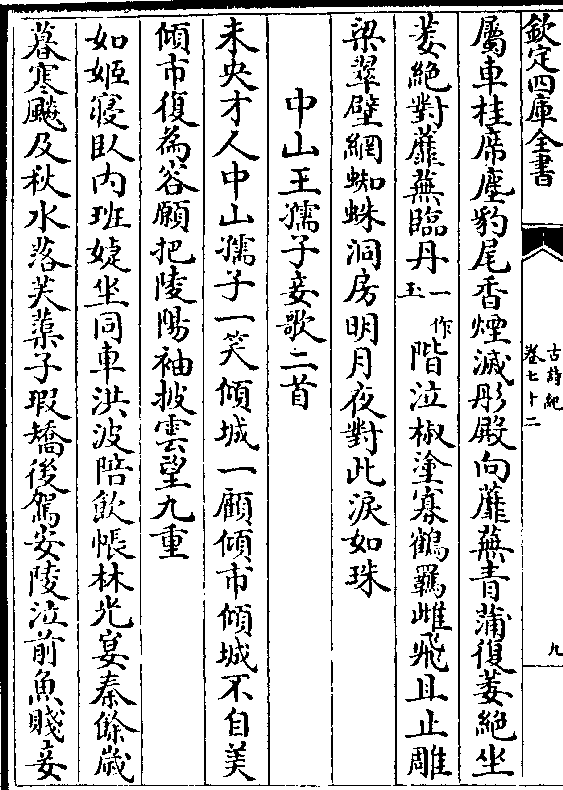 欽定四庫全書
古詩紀
卷七十二
九
屬車桂席塵豹尾香煙滅彤殿向蘼蕪青蒲復萎絕坐
萎絕對蘼蕪臨丹一作玉階泣椒塗寡鶴羈雌飛且止雕
梁翠壁網蜘蛛洞房明月夜對此淚如珠
中山王孺子妾歌二首
未央才人中山孺子一笑傾城一顧傾市傾城不自美
傾市復為容願把陵陽袖披雲望九重
如姬寢臥内班婕坐同車洪波陪飲帳林光宴秦餘歲
暮寒飈及秋水落芙蕖子瑕矯後駕安陵泣前魚賤妾